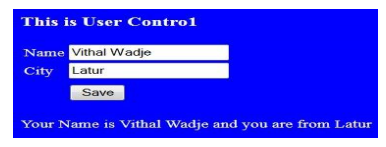 This is User Contro1
Name Vithal Wadje
City Latur
Save
Your Name is Vithal Wadje and you are from Latur